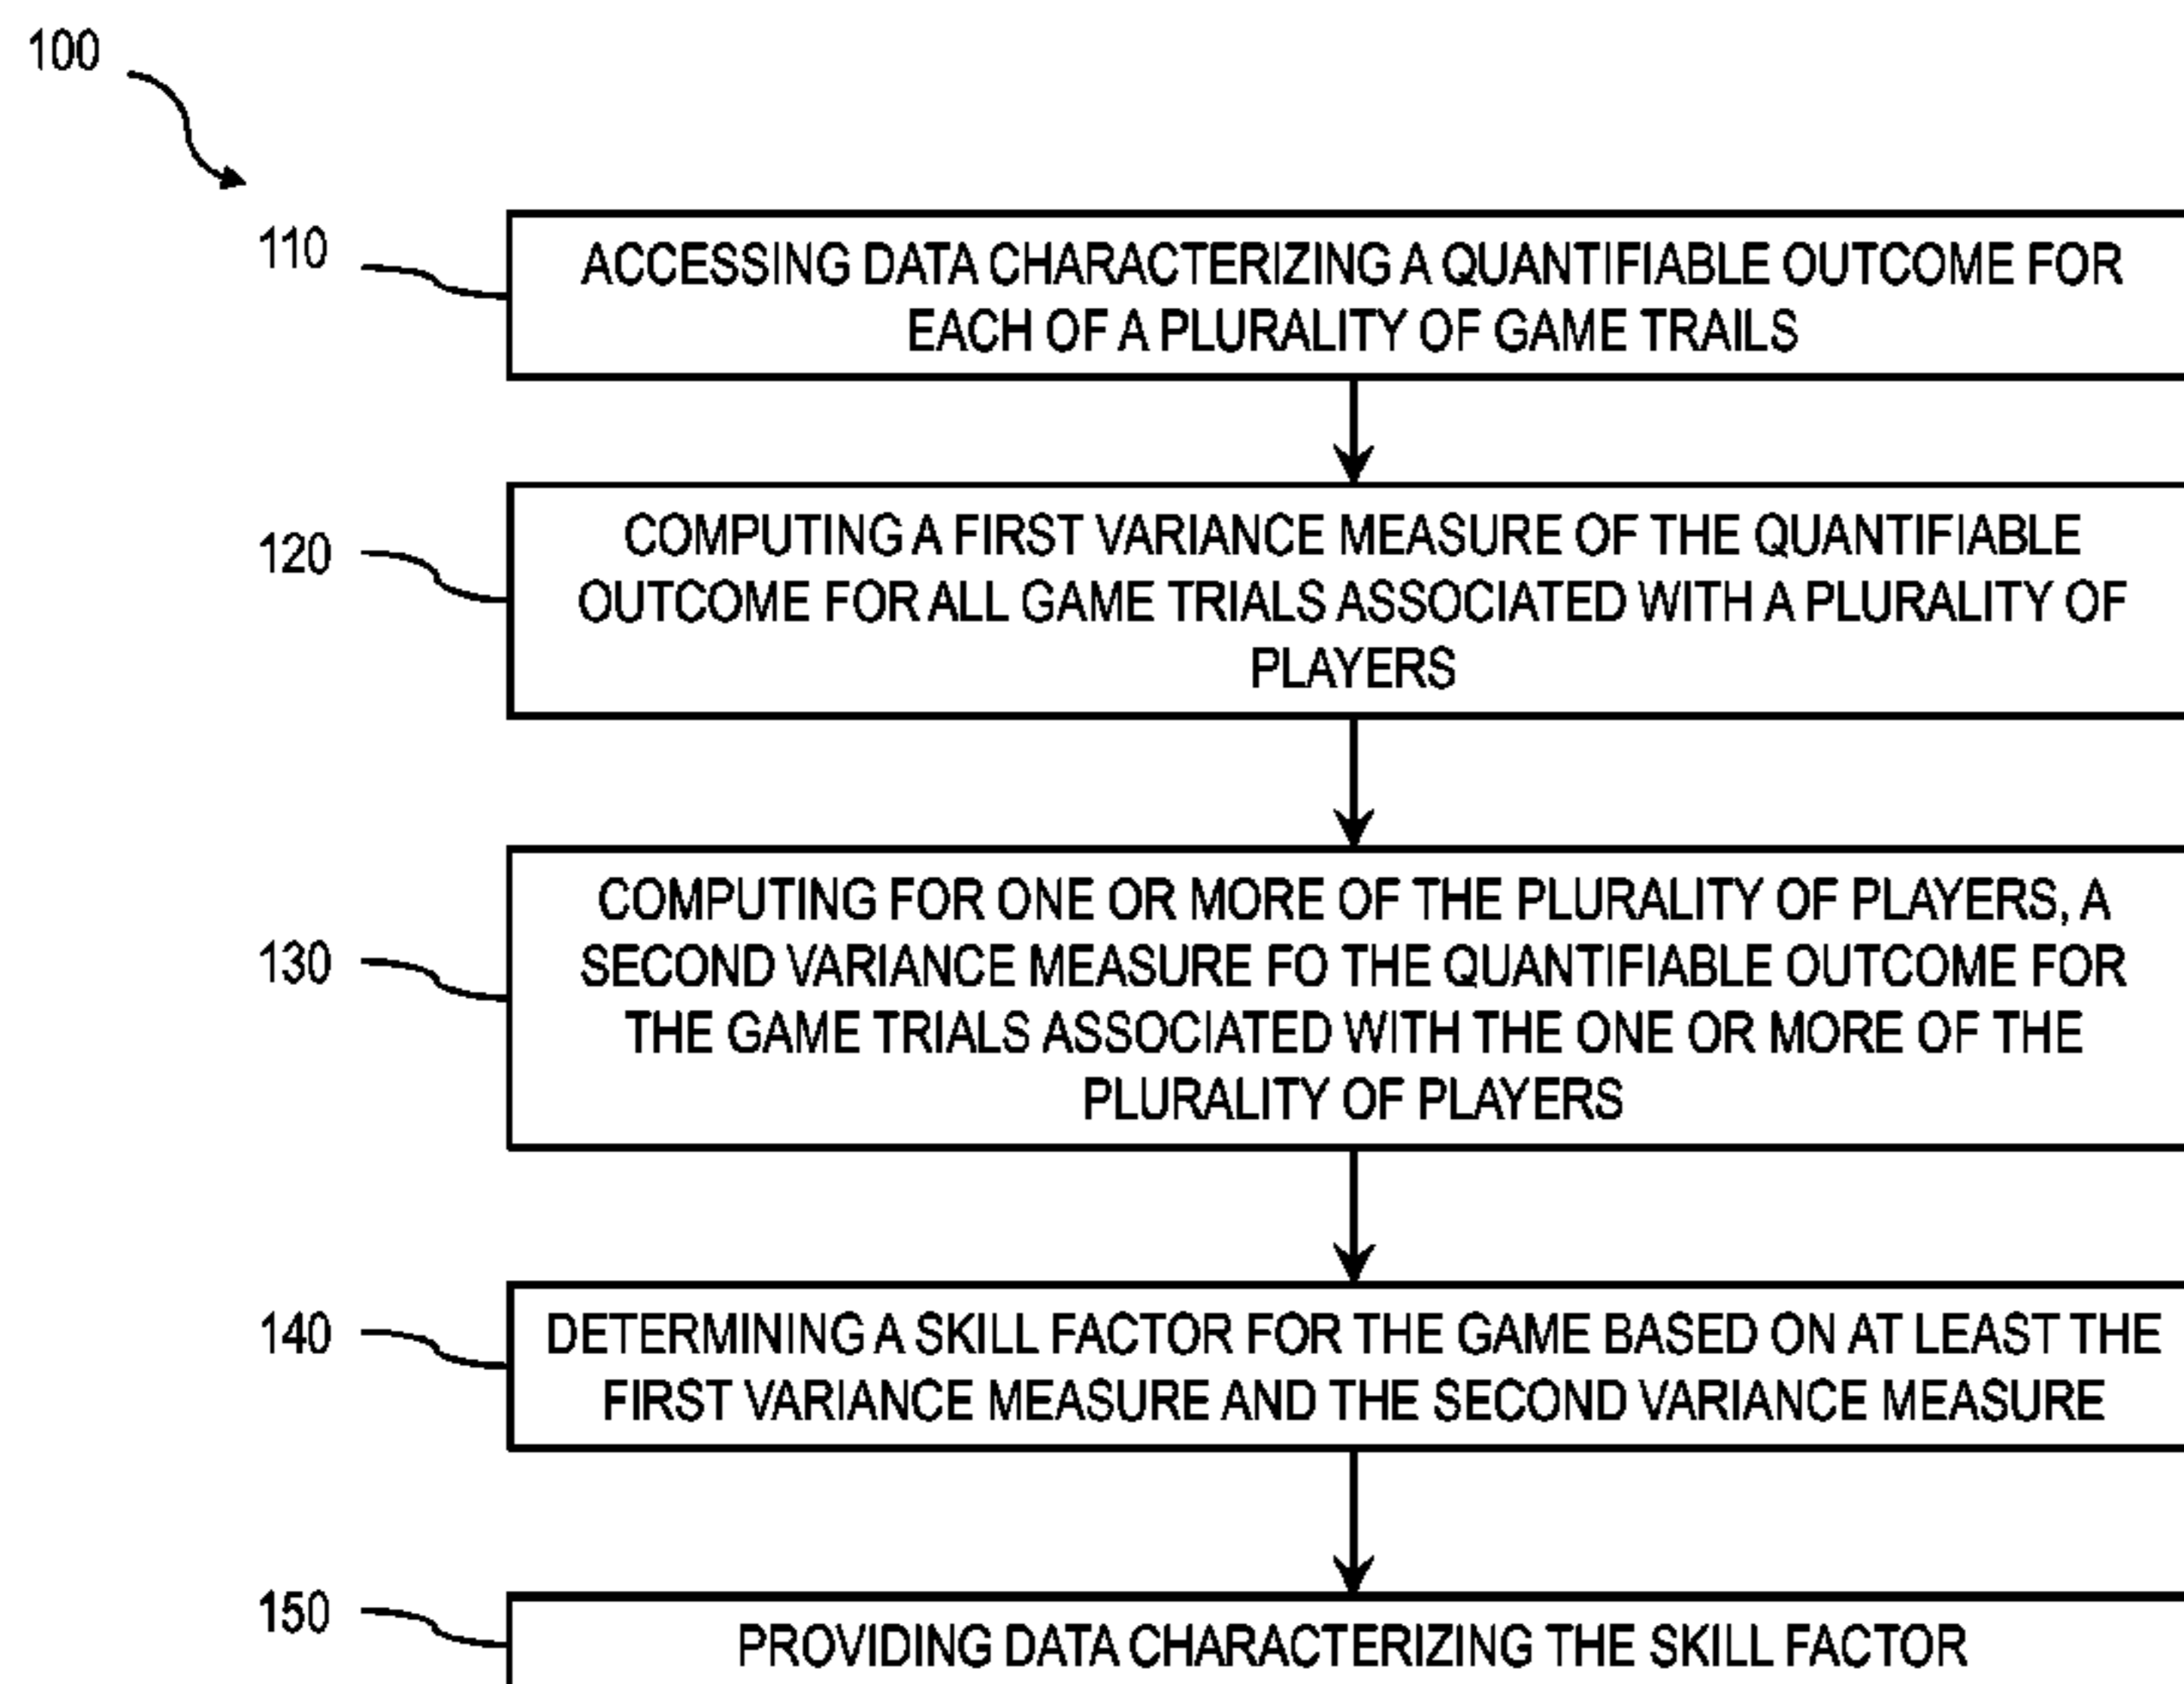 100
110
ACCESSING DATA CHARACTERIZING A QUANTIFIABLE OUTCOME FOR
EACH OF A PLURALITY OF GAME TRAILS
120
COMPUTING A FIRST VARIANCE MEASURE OF THE QUANTIFIABLE
OUTCOME FOR ALL GAME TRIALS ASSOCIATED WITH A PLURALITY OF
PLAYERS
130
COMPUTING FOR ONE OR MORE OF THE PLURALITY OF PLAYERS, A
SECOND VARIANCE MEASURE FO THE QUANTIFIABLE OUTCOME FOR
THE GAME TRIALS ASSOCIATED WITH THE ONE OR MORE OF THE
PLURALITY OF PLAYERS
140
DETERMINING A SKILL FACTOR FOR THE GAME BASED ON AT LEAST THE
FIRST VARIANCE MEASURE AND THE SECOND VARIANCE MEASURE
150
PROVIDING DATA CHARACTERIZING THE SKILL FACTOR